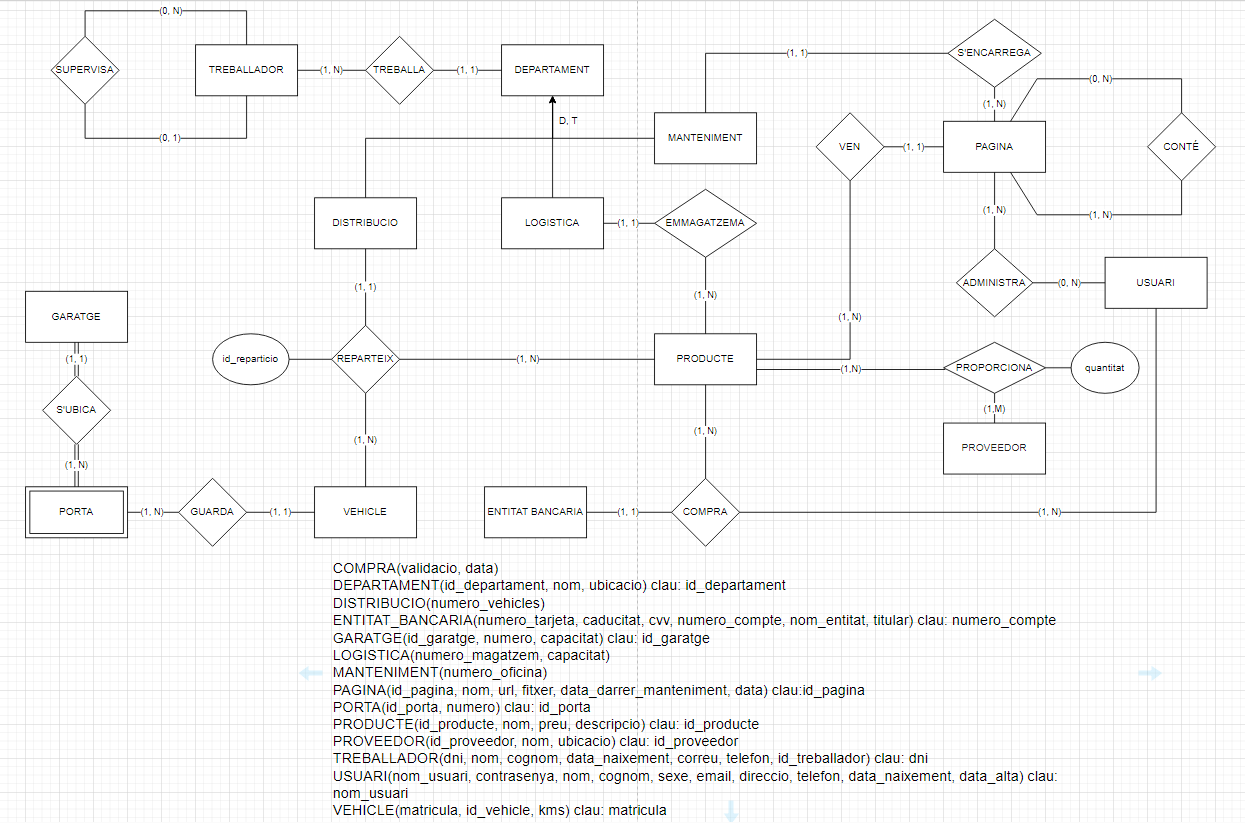 (0, N)
SUPERVISA
TREBALLADOR
(1, N)
TREBALLA
(1, 1)
DEPARTAMENT
(0, 1)
D, T
(1, 1)
S'ENCARREGA
(1, N)
(0, N)
MANTENIMENT
VEN
(1, 1)
PAGINA
CONTÉ
(1, N)
(1, N)
DISTRIBUCIO
LOGISTICA
(1, 1)
EMMAGATZEMA
(1, 1)
(1, N)
ADMINISTRA
(0, N)
USUARI
GARATGE
(1, N)
(1, 1)
id_reparticio
REPARTEIX
(1, N)
PRODUCTE
(1,N)
PROPORCIONA
quantitat
S'UBICA
(1,M)
(1, N)
(1, N)
PROVEEDOR
(1, N)
PORTA
(1, N)
GUARDA
(1, 1)
VEHICLE
ENTITAT BANCARIA
(1, 1)
COMPRA
(1, N)
COMPRA(validacio, data)
DEPARTAMENT(id_departament, nom, ubicacio) clau: id_departament
DISTRIBUCIO(numero_vehicles)
ENTITAT_BANCARIA(numero_tarjeta, caducitat, cvv, numero_compte, nom_entitat, titular) clau: numero_compte
GARATGE(id_garatge, numero, capacitat) clau: id_garatge
LOGISTICA(numero_magatzem, capacitat)
MANTENIMENT(numero_oficina)
PAGINA(id_pagina, nom, url, fitxer, data_darrer_manteniment, data) clau:id_pagina
PORTA(id_porta, numero) clau: id_porta
PRODUCTE(id_producte, nom, preu, descripcio) clau: id_producte
PROVEEDOR(id_proveedor, nom, ubicacio) clau: id_proveedor
TREBALLADOR(dni, nom, cognom, data_naixement, correu, telefon, id_treballador) clau: dni
USUARI(nom_usuari, contrasenya, nom, cognom, sexe, email, direccio, telefon, data_naixement, data_alta) clau:
nom_usuari
VEHICLE(matricula, id_vehicle, kms) clau: matricula